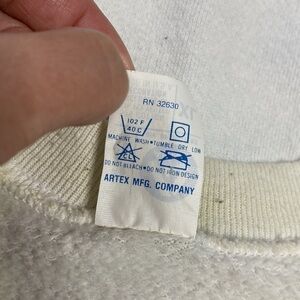 RN 32630
102 F
40 C
MACHINE WASH•TUMBLE DRY LOW
CL
DO NOT BLEACH•DO NOT IRON DESIGN
ARTEX MFG. COMPANY